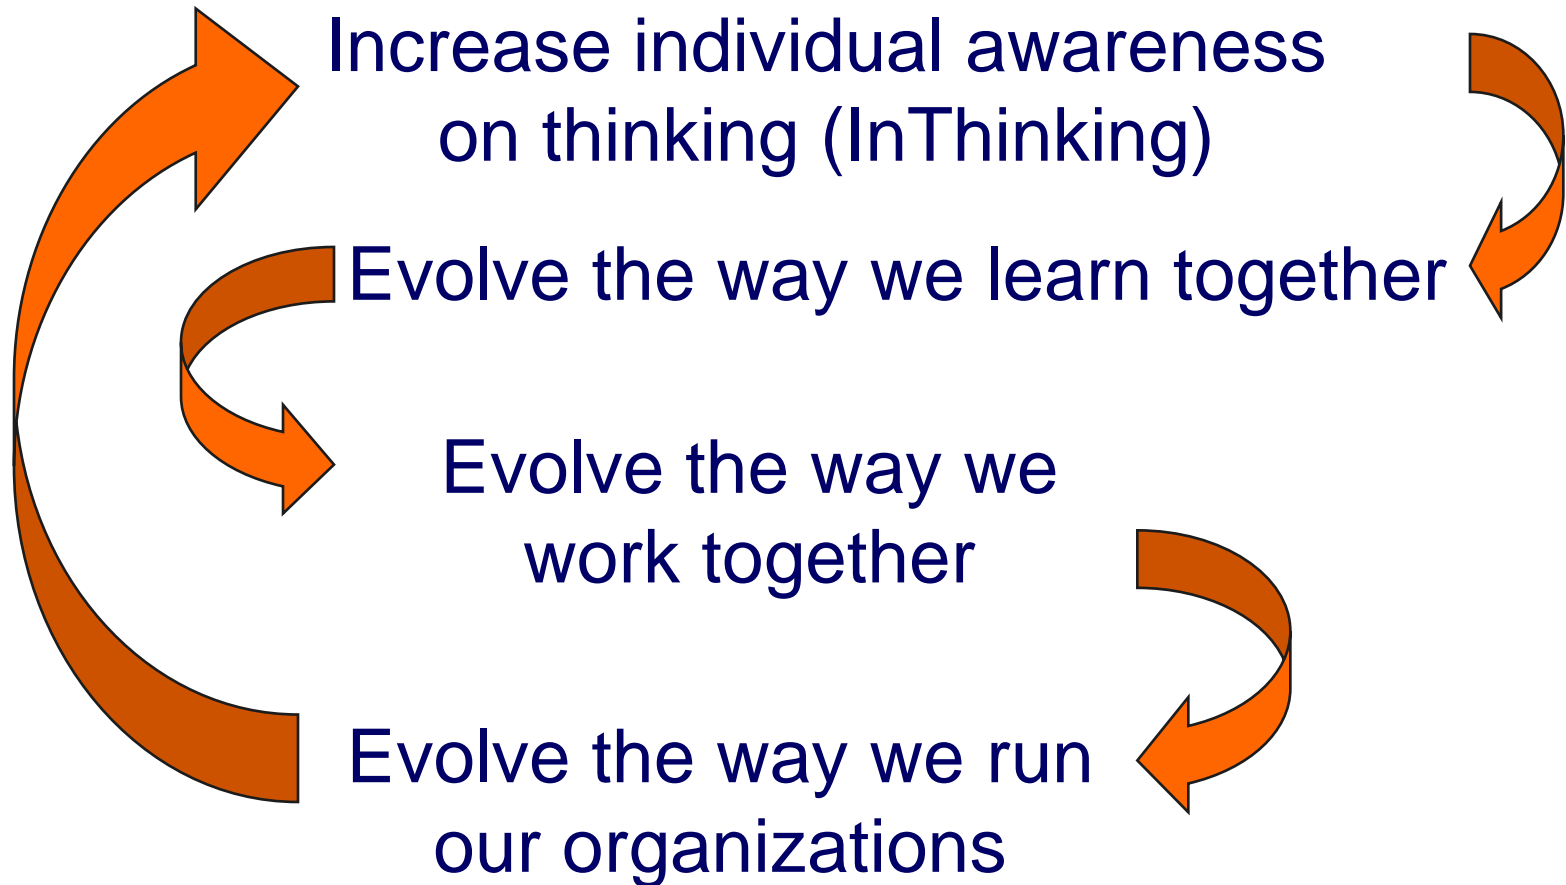 Increase individual awareness
on thinking (InThinking)
Evolve the way we learn together
Evolve the way we
work together
Evolve the way we run
our organizations